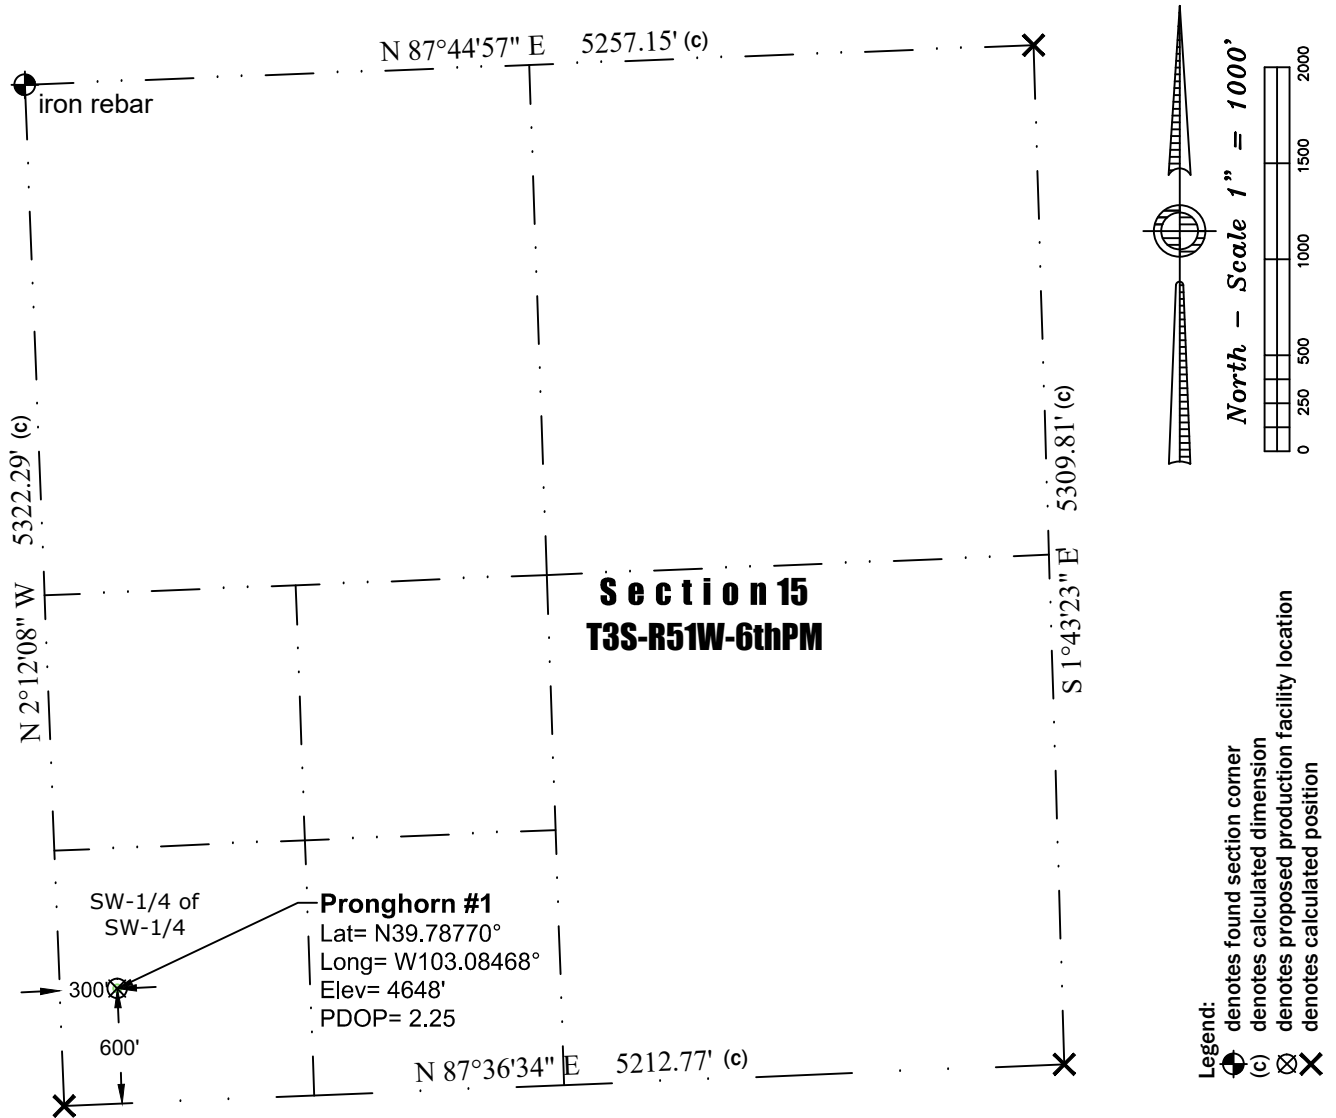 N 87°44'57" E 5257.15' (c)
iron rebar
N 2°12'08" W 5322.29' (c)
Section 15
T3S-R51W-6thPM
S 1°43'23" E 5309.81' (c)
SW-1/4 of
SW-1/4
Pronghorn #1
Lat= N39.78770°
Long= W103.08468°
Elev= 4648'
PDOP= 2.25
300'
600'
N 87°36'34" E 5212.77' (c)
North - Scale 1" = 1000'
0 250 500 1000 1500 2000
Legend:
denotes found section corner
(c) denotes calculated dimension
denotes proposed production facility location
denotes calculated position